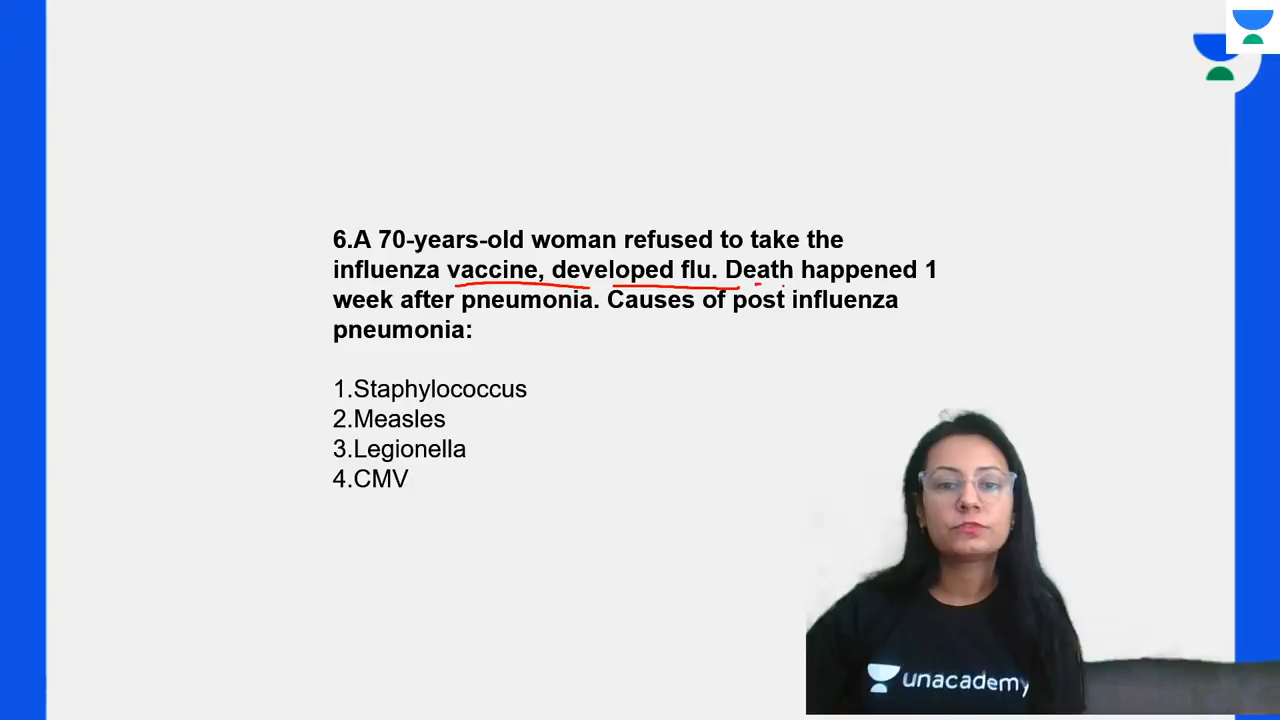 6.A 70-years-old woman refused to take the
influenza vaccine, developed flu. Death happened 1
week after pneumonia. Causes of post influenza
pneumonia:
1.Staphylococcus
2.Measles
3.Legionella
4.CMV
unacademy